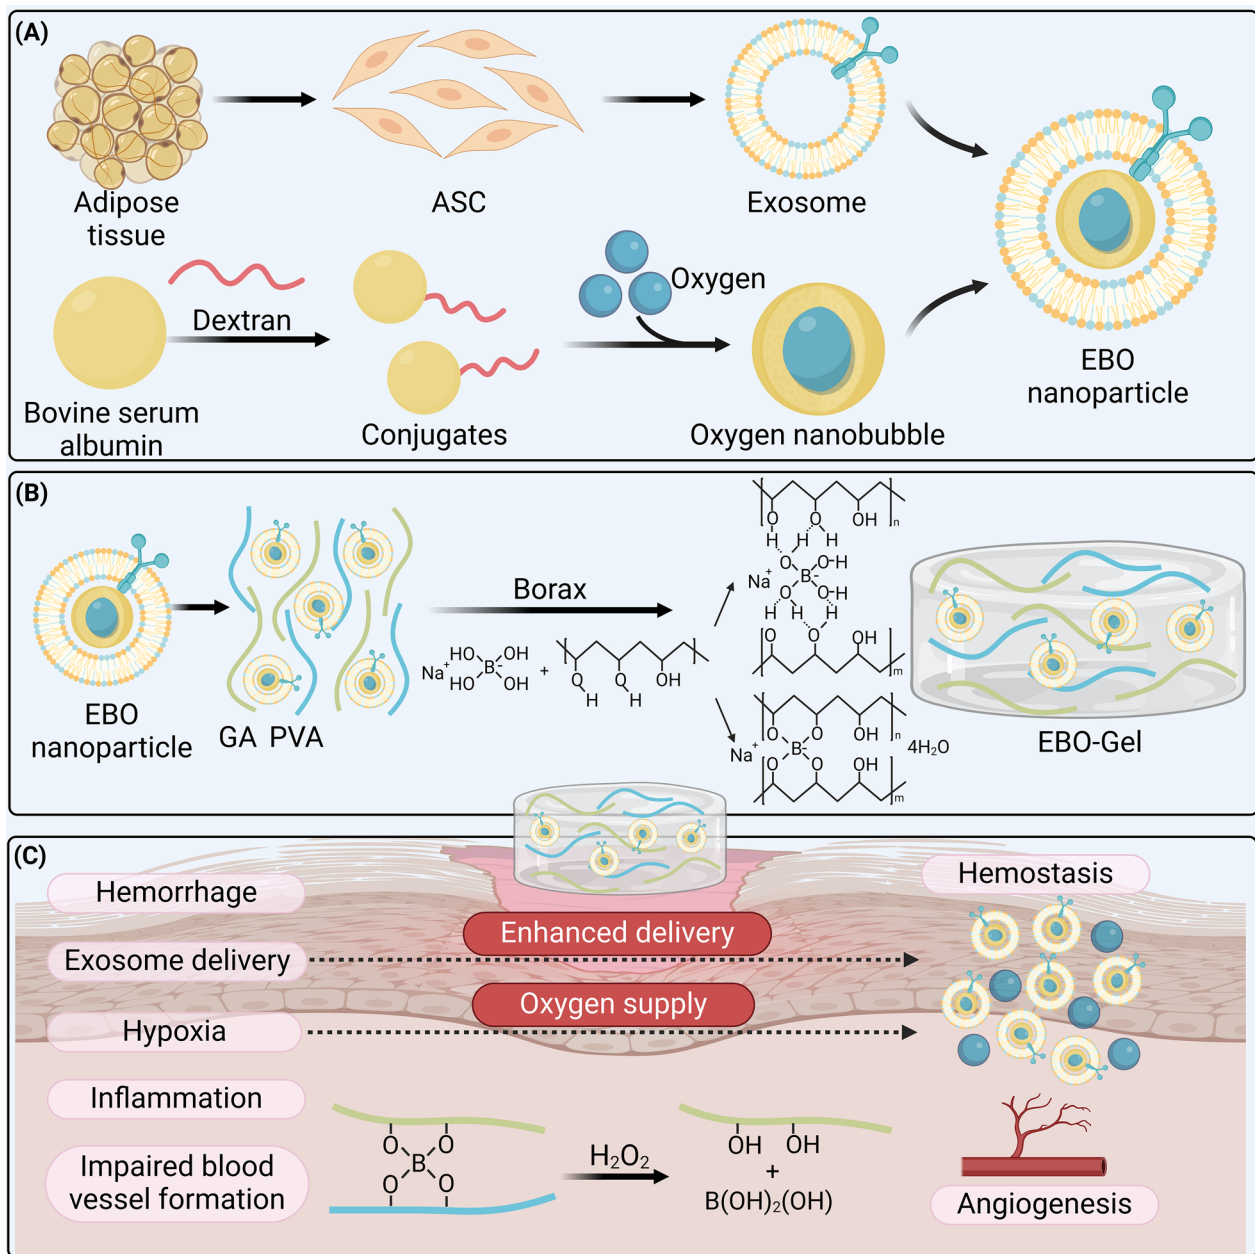 (A)
Adipose
tissue
ASC
Exosome
Dextran
Oxygen
Bovine serum
albumin
Conjugates
Oxygen nanobubble
EBO
nanoparticle
(B)
EBO
nanoparticle
GA PVA
Borax
Na⁺
HO
OH
B⁻
HO
OH
+
O
H
O
H
OH
O
O
OH
n
H
H
H
O
O-H
Na⁺
B⁻
O
O-H
H
H
H
O
O
OH
m
O
O
OH
n
Na⁺
B⁻
4H₂O
O
O
OH
m
EBO-Gel
(C)
Hemorrhage
Exosome delivery
Hypoxia
Inflammation
Impaired blood
vessel formation
Enhanced delivery
Oxygen supply
Hemostasis
O
O
B
O
O
H₂O₂
OH
OH
+
B(OH)₂(OH)
Angiogenesis